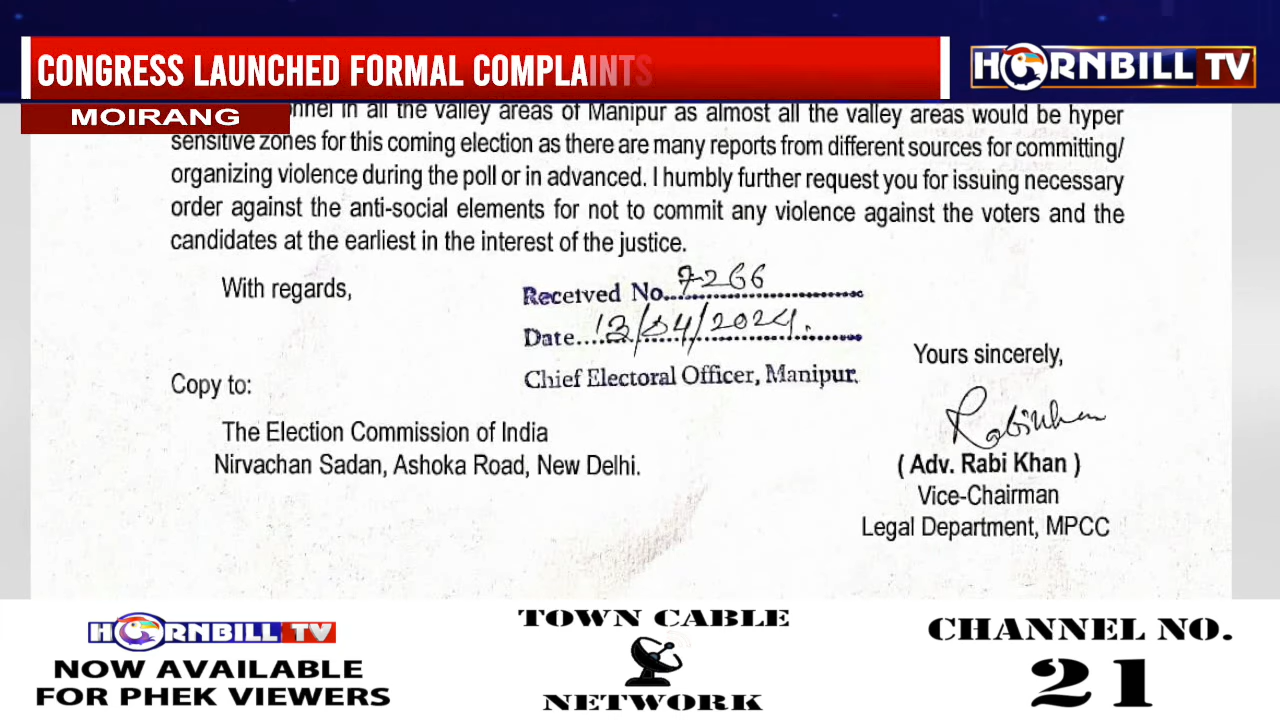 CONGRESS LAUNCHED FORMAL COMPLAINTS
HORNBILL TV
MOIRANG
in all the valley areas of Manipur as almost all the valley areas would be hyper
sensitive zones for this coming election as there are many reports from different sources for committing/
organizing violence during the poll or in advanced. I humbly further request you for issuing necessary
order against the anti-social elements for not to commit any violence against the voters and the
candidates at the earliest in the interest of the justice.
With regards,
Received No. 7266
Date 13/04/2024.
Chief Electoral Officer, Manipur.
Yours sincerely,
Copy to:
Rabi Khan
The Election Commission of India
Nirvachan Sadan, Ashoka Road, New Delhi.
( Adv. Rabi Khan )
Vice-Chairman
Legal Department, MPCC
HORNBILL TV
NOW AVAILABLE
FOR PHEK VIEWERS
TOWN CABLE
NETWORK
CHANNEL NO.
21